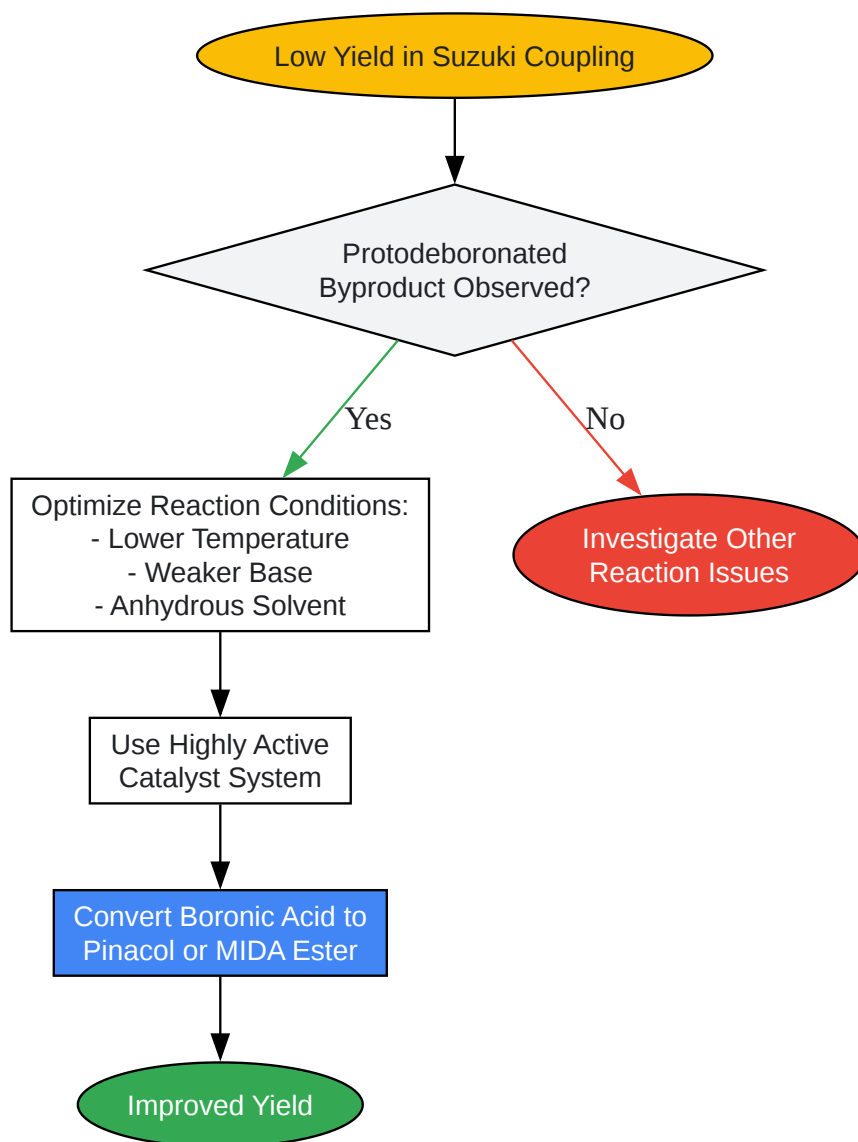 Low Yield in Suzuki Coupling
Protodeboronated
Byproduct Observed?
Yes
No
Optimize Reaction Conditions:
- Lower Temperature
- Weaker Base
- Anhydrous Solvent
Investigate Other
Reaction Issues
Use Highly Active
Catalyst System
Convert Boronic Acid to
Pinacol or MIDA Ester
Improved Yield